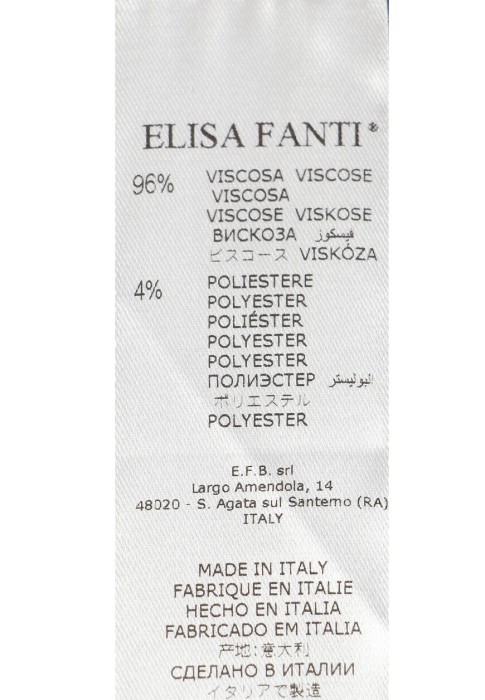 ELISA FANTI®
96% VISCOSA VISCOSE
VISCOSA
VISCOSE VISKOSE
ВИСКОЗА فيسكوز
ビスコース VISKÓZA
4% POLIESTERE
POLYESTER
POLIÉSTER
POLYESTER
POLYESTER
ПОЛИЭСТЕР البوليستر
ポリエステル
POLYESTER
E.F.B. srl
Largo Amendola, 14
48020 - S. Agata sul Santerno (RA)
ITALY
MADE IN ITALY
FABRIQUE EN ITALIE
HECHO EN ITALIA
FABRICADO EM ITALIA
产地:意大利
СДЕЛАНО В ИТАЛИИ
イタリアで製造